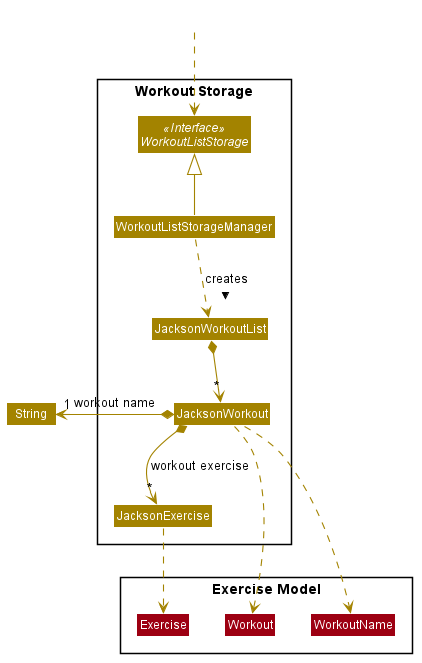 Workout Storage
«Interface»
WorkoutListStorage
WorkoutListStorageManager
creates
JacksonWorkoutList
*
1 workout name
String
JacksonWorkout
workout exercise
*
JacksonExercise
Exercise Model
Exercise
Workout
WorkoutName